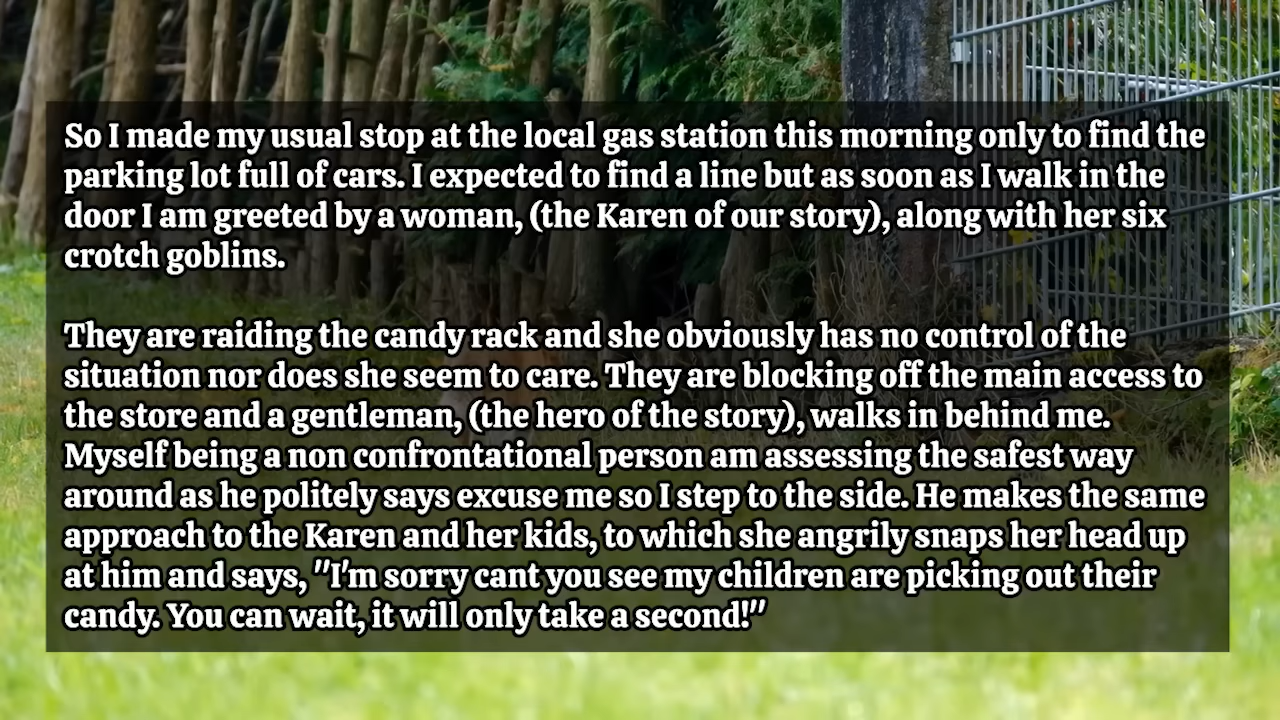 So I made my usual stop at the local gas station this morning only to find the
parking lot full of cars. I expected to find a line but as soon as I walk in the
door I am greeted by a woman, (the Karen of our story), along with her six
crotch goblins.
They are raiding the candy rack and she obviously has no control of the
situation nor does she seem to care. They are blocking off the main access to
the store and a gentleman, (the hero of the story), walks in behind me.
Myself being a non confrontational person am assessing the safest way
around as he politely says excuse me so I step to the side. He makes the same
approach to the Karen and her kids, to which she angrily snaps her head up
at him and says, "I'm sorry cant you see my children are picking out their
candy. You can wait, it will only take a second!"